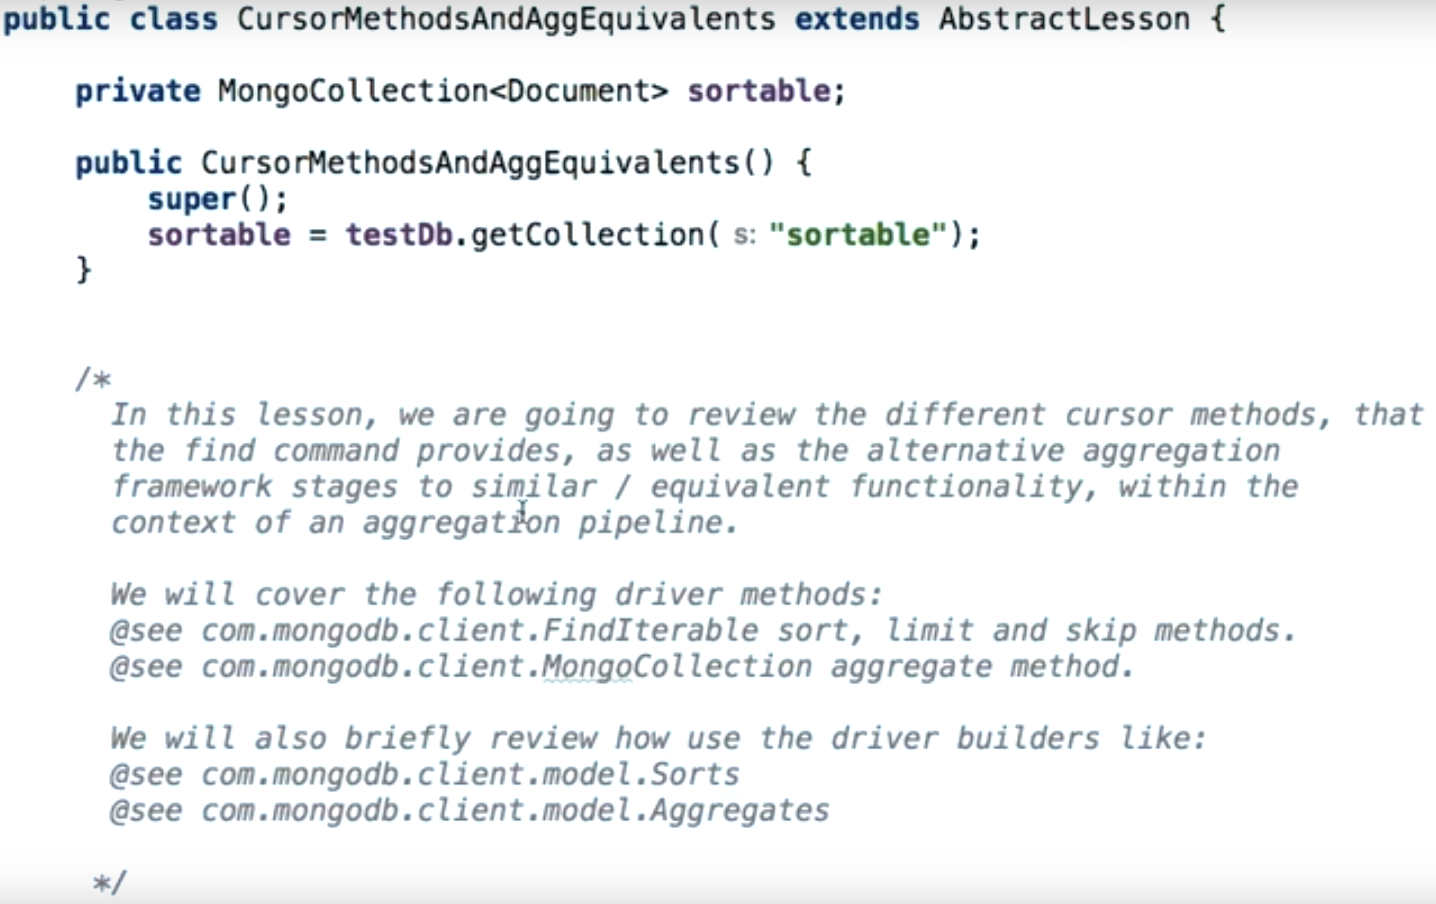 public class CursorMethodsAndAggEquivalents extends AbstractLesson {
private MongoCollection<Document> sortable;
public CursorMethodsAndAggEquivalents() {
super();
sortable = testDb.getCollection( s: "sortable");
}
/*
In this lesson, we are going to review the different cursor methods, that
the find command provides, as well as the alternative aggregation
framework stages to similar / equivalent functionality, within the
context of an aggregation pipeline.
We will cover the following driver methods:
@see com.mongodb.client.FindIterable sort, limit and skip methods.
@see com.mongodb.client.MongoCollection aggregate method.
We will also briefly review how use the driver builders like:
@see com.mongodb.client.model.Sorts
@see com.mongodb.client.model.Aggregates
*/